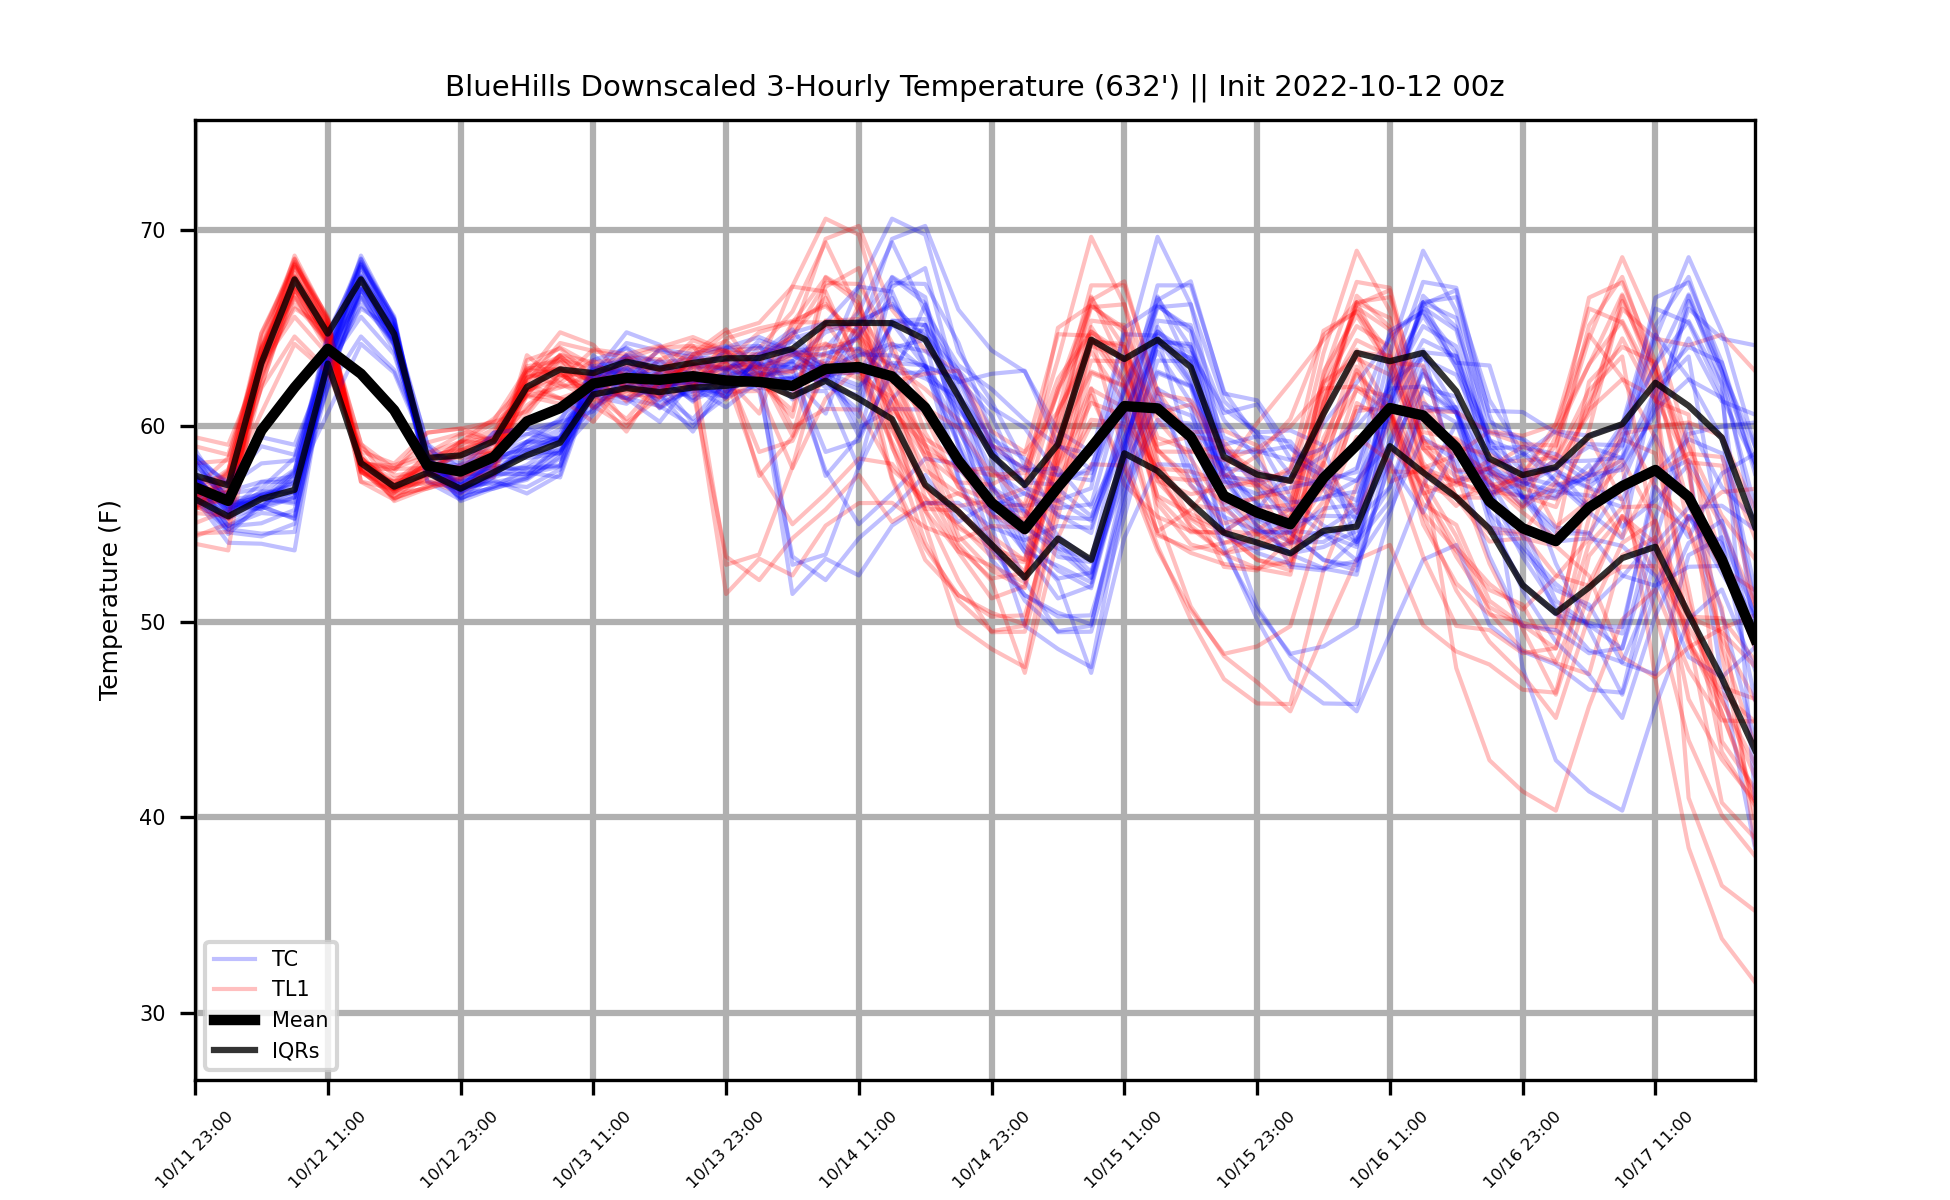 BlueHills Downscaled 3-Hourly Temperature (632') || Init 2022-10-12 00z
Temperature (F)
70
60
50
40
30
TC
TL1
Mean
IQRs
10/11 23:00
10/12 11:00
10/12 23:00
10/13 11:00
10/13 23:00
10/14 11:00
10/14 23:00
10/15 11:00
10/15 23:00
10/16 11:00
10/16 23:00
10/17 11:00